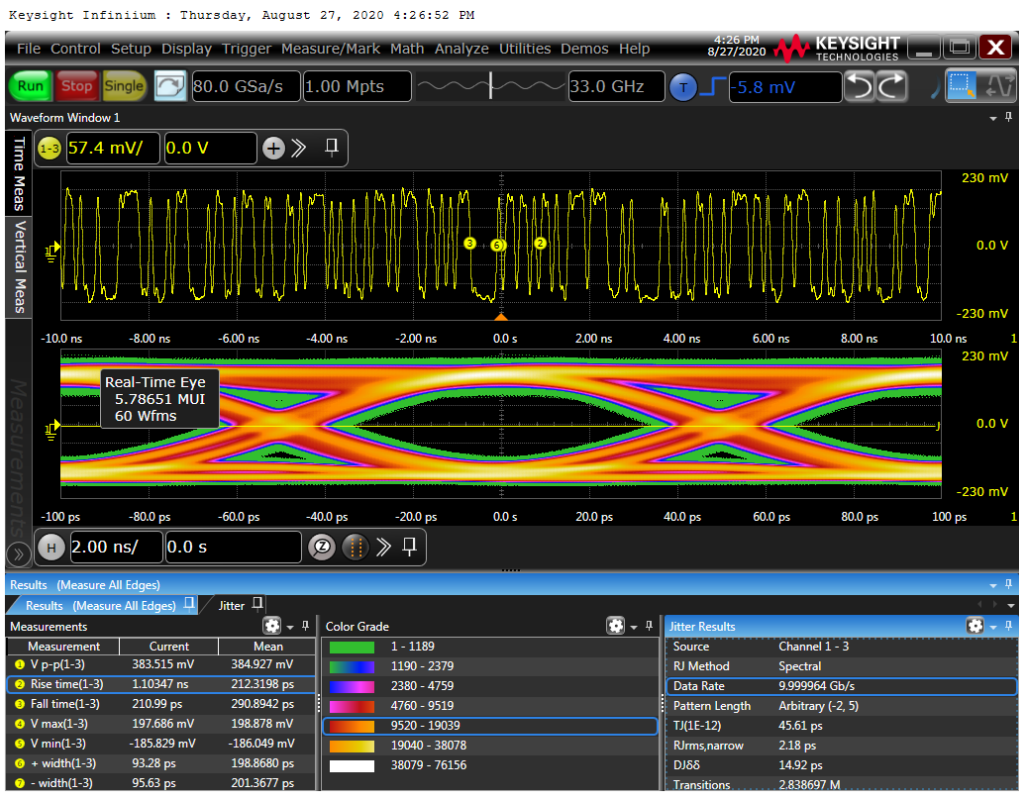 Keysight Infiniium : Thursday, August 27, 2020 4:26:52 PM
File Control Setup Display Trigger Measure/Mark Math Analyze Utilities Demos Help
4:26 PM
8/27/2020
KEYSIGHT
TECHNOLOGIES
Run Stop Single 80.0 GSa/s 1.00 Mpts 33.0 GHz T -5.8 mV
Waveform Window 1
Time Meas
Vertical Meas
Measurements
1-3 57.4 mV/ 0.0 V
230 mV
3 6 2
0.0 V
-230 mV
-10.0 ns -8.00 ns -6.00 ns -4.00 ns -2.00 ns 0.0 s 2.00 ns 4.00 ns 6.00 ns 8.00 ns 10.0 ns 1
230 mV
Real-Time Eye
5.78651 MUI
60 Wfms
0.0 V
-230 mV
-100 ps -80.0 ps -60.0 ps -40.0 ps -20.0 ps 0.0 s 20.0 ps 40.0 ps 60.0 ps 80.0 ps 100 ps 1
H 2.00 ns/ 0.0 s
Results (Measure All Edges)
Results (Measure All Edges) Jitter
Measurements
Measurement Current Mean
1 V p-p(1-3) 383.515 mV 384.927 mV
2 Rise time(1-3) 1.10347 ns 212.3198 ps
3 Fall time(1-3) 210.99 ps 290.8942 ps
4 V max(1-3) 197.686 mV 198.878 mV
5 V min(1-3) -185.829 mV -186.049 mV
6 + width(1-3) 93.28 ps 198.8680 ps
7 - width(1-3) 95.63 ps 201.3677 ps
Color Grade
1 - 1189
1190 - 2379
2380 - 4759
4760 - 9519
9520 - 19039
19040 - 38078
38079 - 76156
Jitter Results
Source Channel 1 - 3
RJ Method Spectral
Data Rate 9.999964 Gb/s
Pattern Length Arbitrary (-2, 5)
TJ(1E-12) 45.61 ps
RJrms,narrow 2.18 ps
DJδδ 14.92 ps
Transitions 2.838697 M